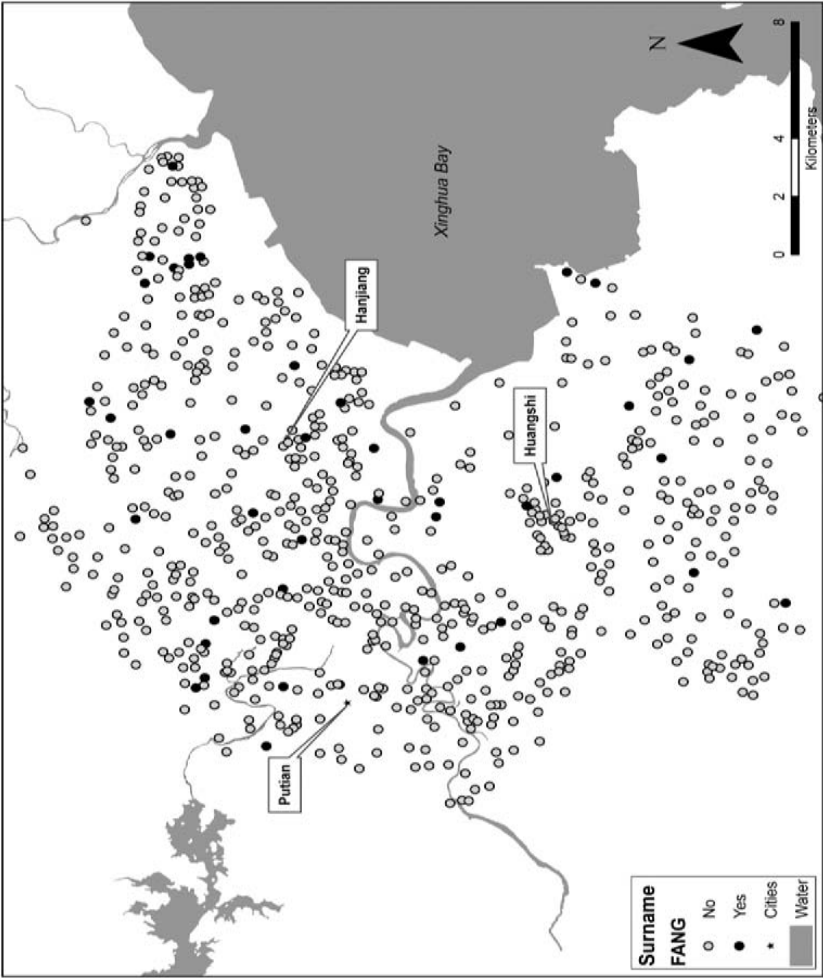 N
0 2 4 8
Kilometers
Xinghua Bay
Hanjiang
Huangshi
Putian
Surname
FANG
No
Yes
Cities
Water